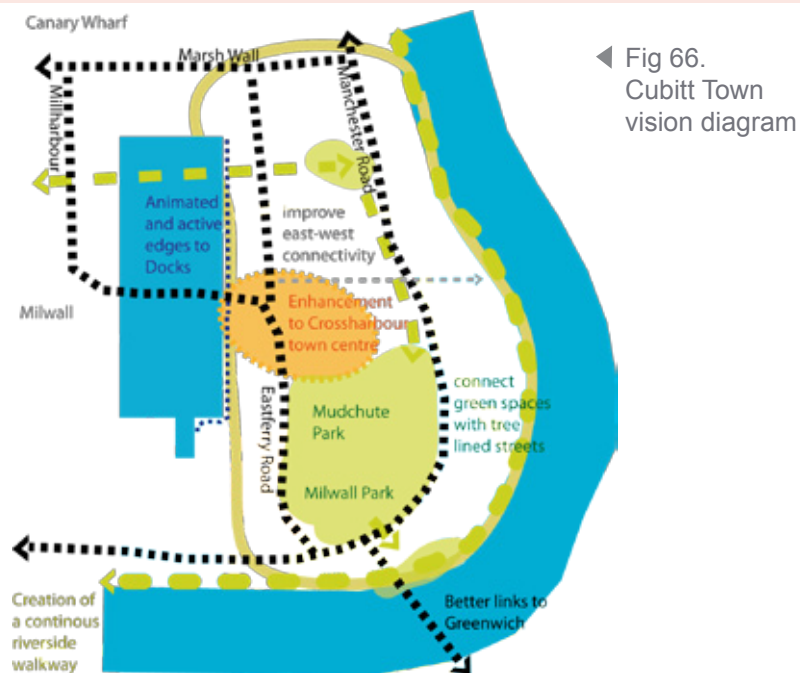 Canary Wharf
Marsh Wall
Millharbour
Manchester Road
Fig 66.
Cubitt Town
vision diagram
Animated
and active
edges to
Docks
improve
east-west
connectivity
Milwall
Enhancement
to Crossharbour
town centre
Eastferry Road
Mudchute
Park
Milwall Park
connect
green spaces
with tree
lined streets
Creation of
a continous
riverside
walkway
Better links to
Greenwich